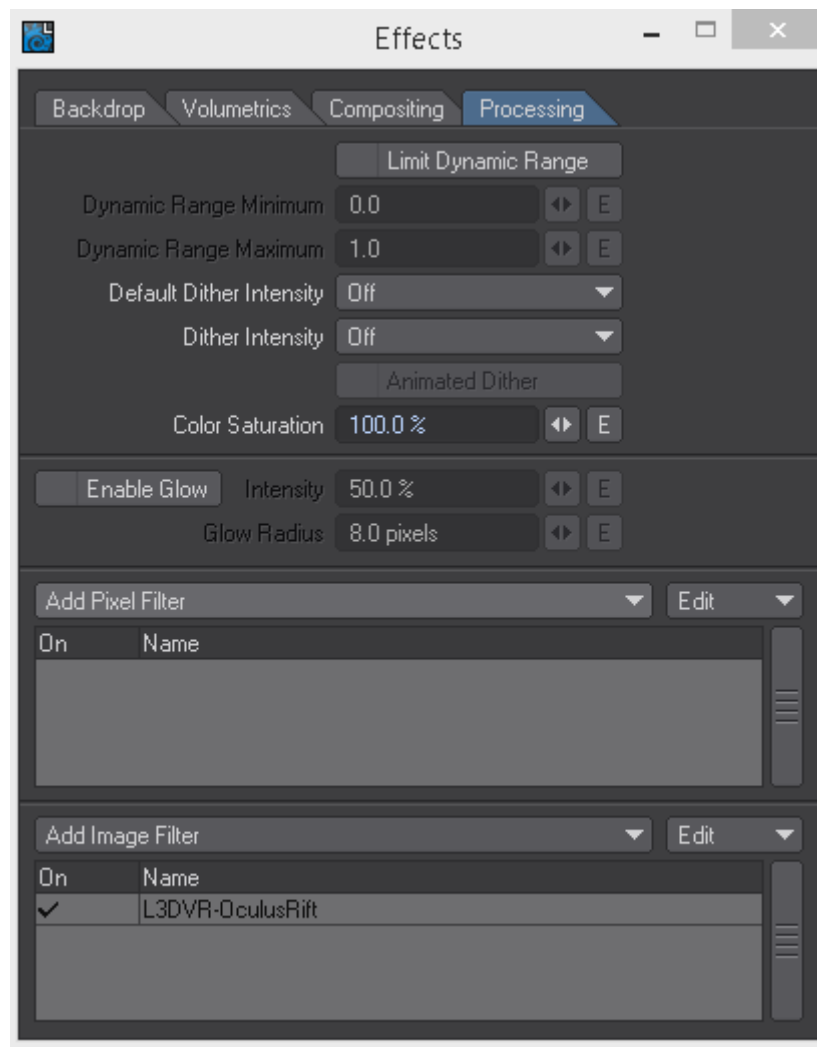 Effects
Backdrop Volumetrics Compositing Processing
Limit Dynamic Range
Dynamic Range Minimum 0.0 E
Dynamic Range Maximum 1.0 E
Default Dither Intensity Off
Dither Intensity Off
Animated Dither
Color Saturation 100.0 % E
Enable Glow Intensity 50.0 % E
Glow Radius 8.0 pixels E
Add Pixel Filter Edit
On Name
Add Image Filter Edit
On Name
L3DVR-OculusRift